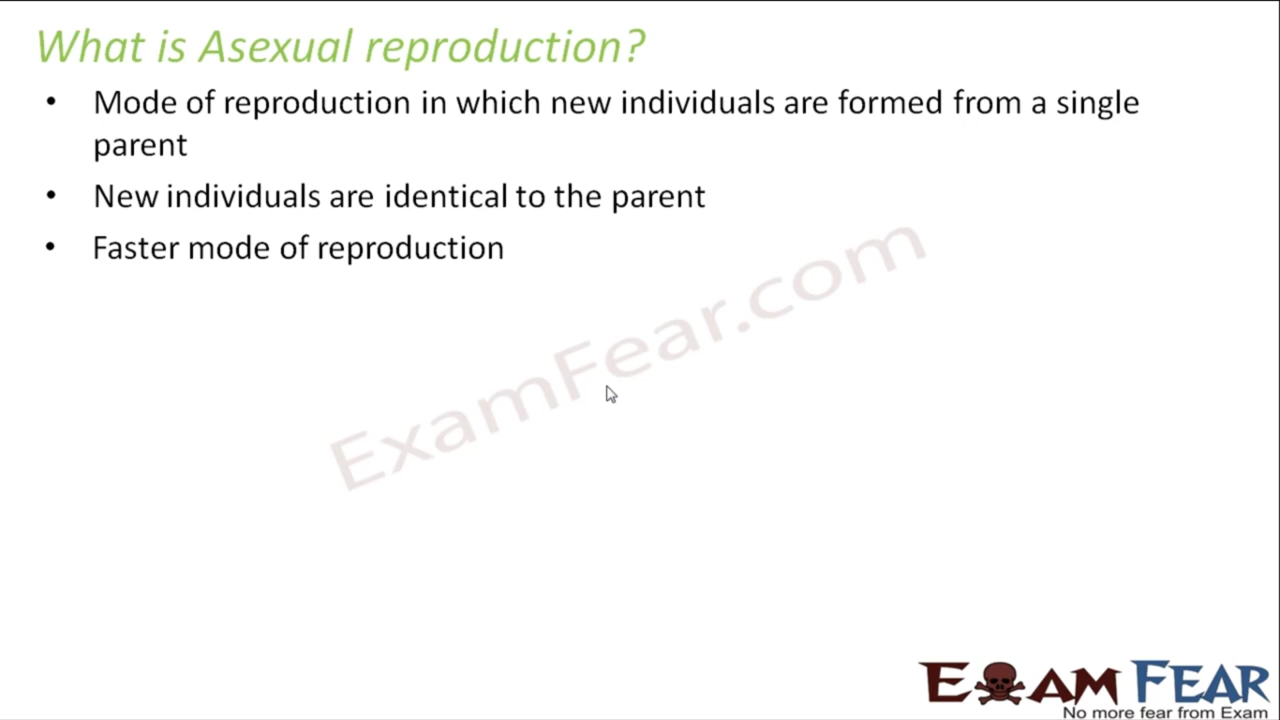 What is Asexual reproduction?
• Mode of reproduction in which new individuals are formed from a single
parent
• New individuals are identical to the parent
• Faster mode of reproduction
ExamFear.com
EXAM FEAR
No more fear from Exam